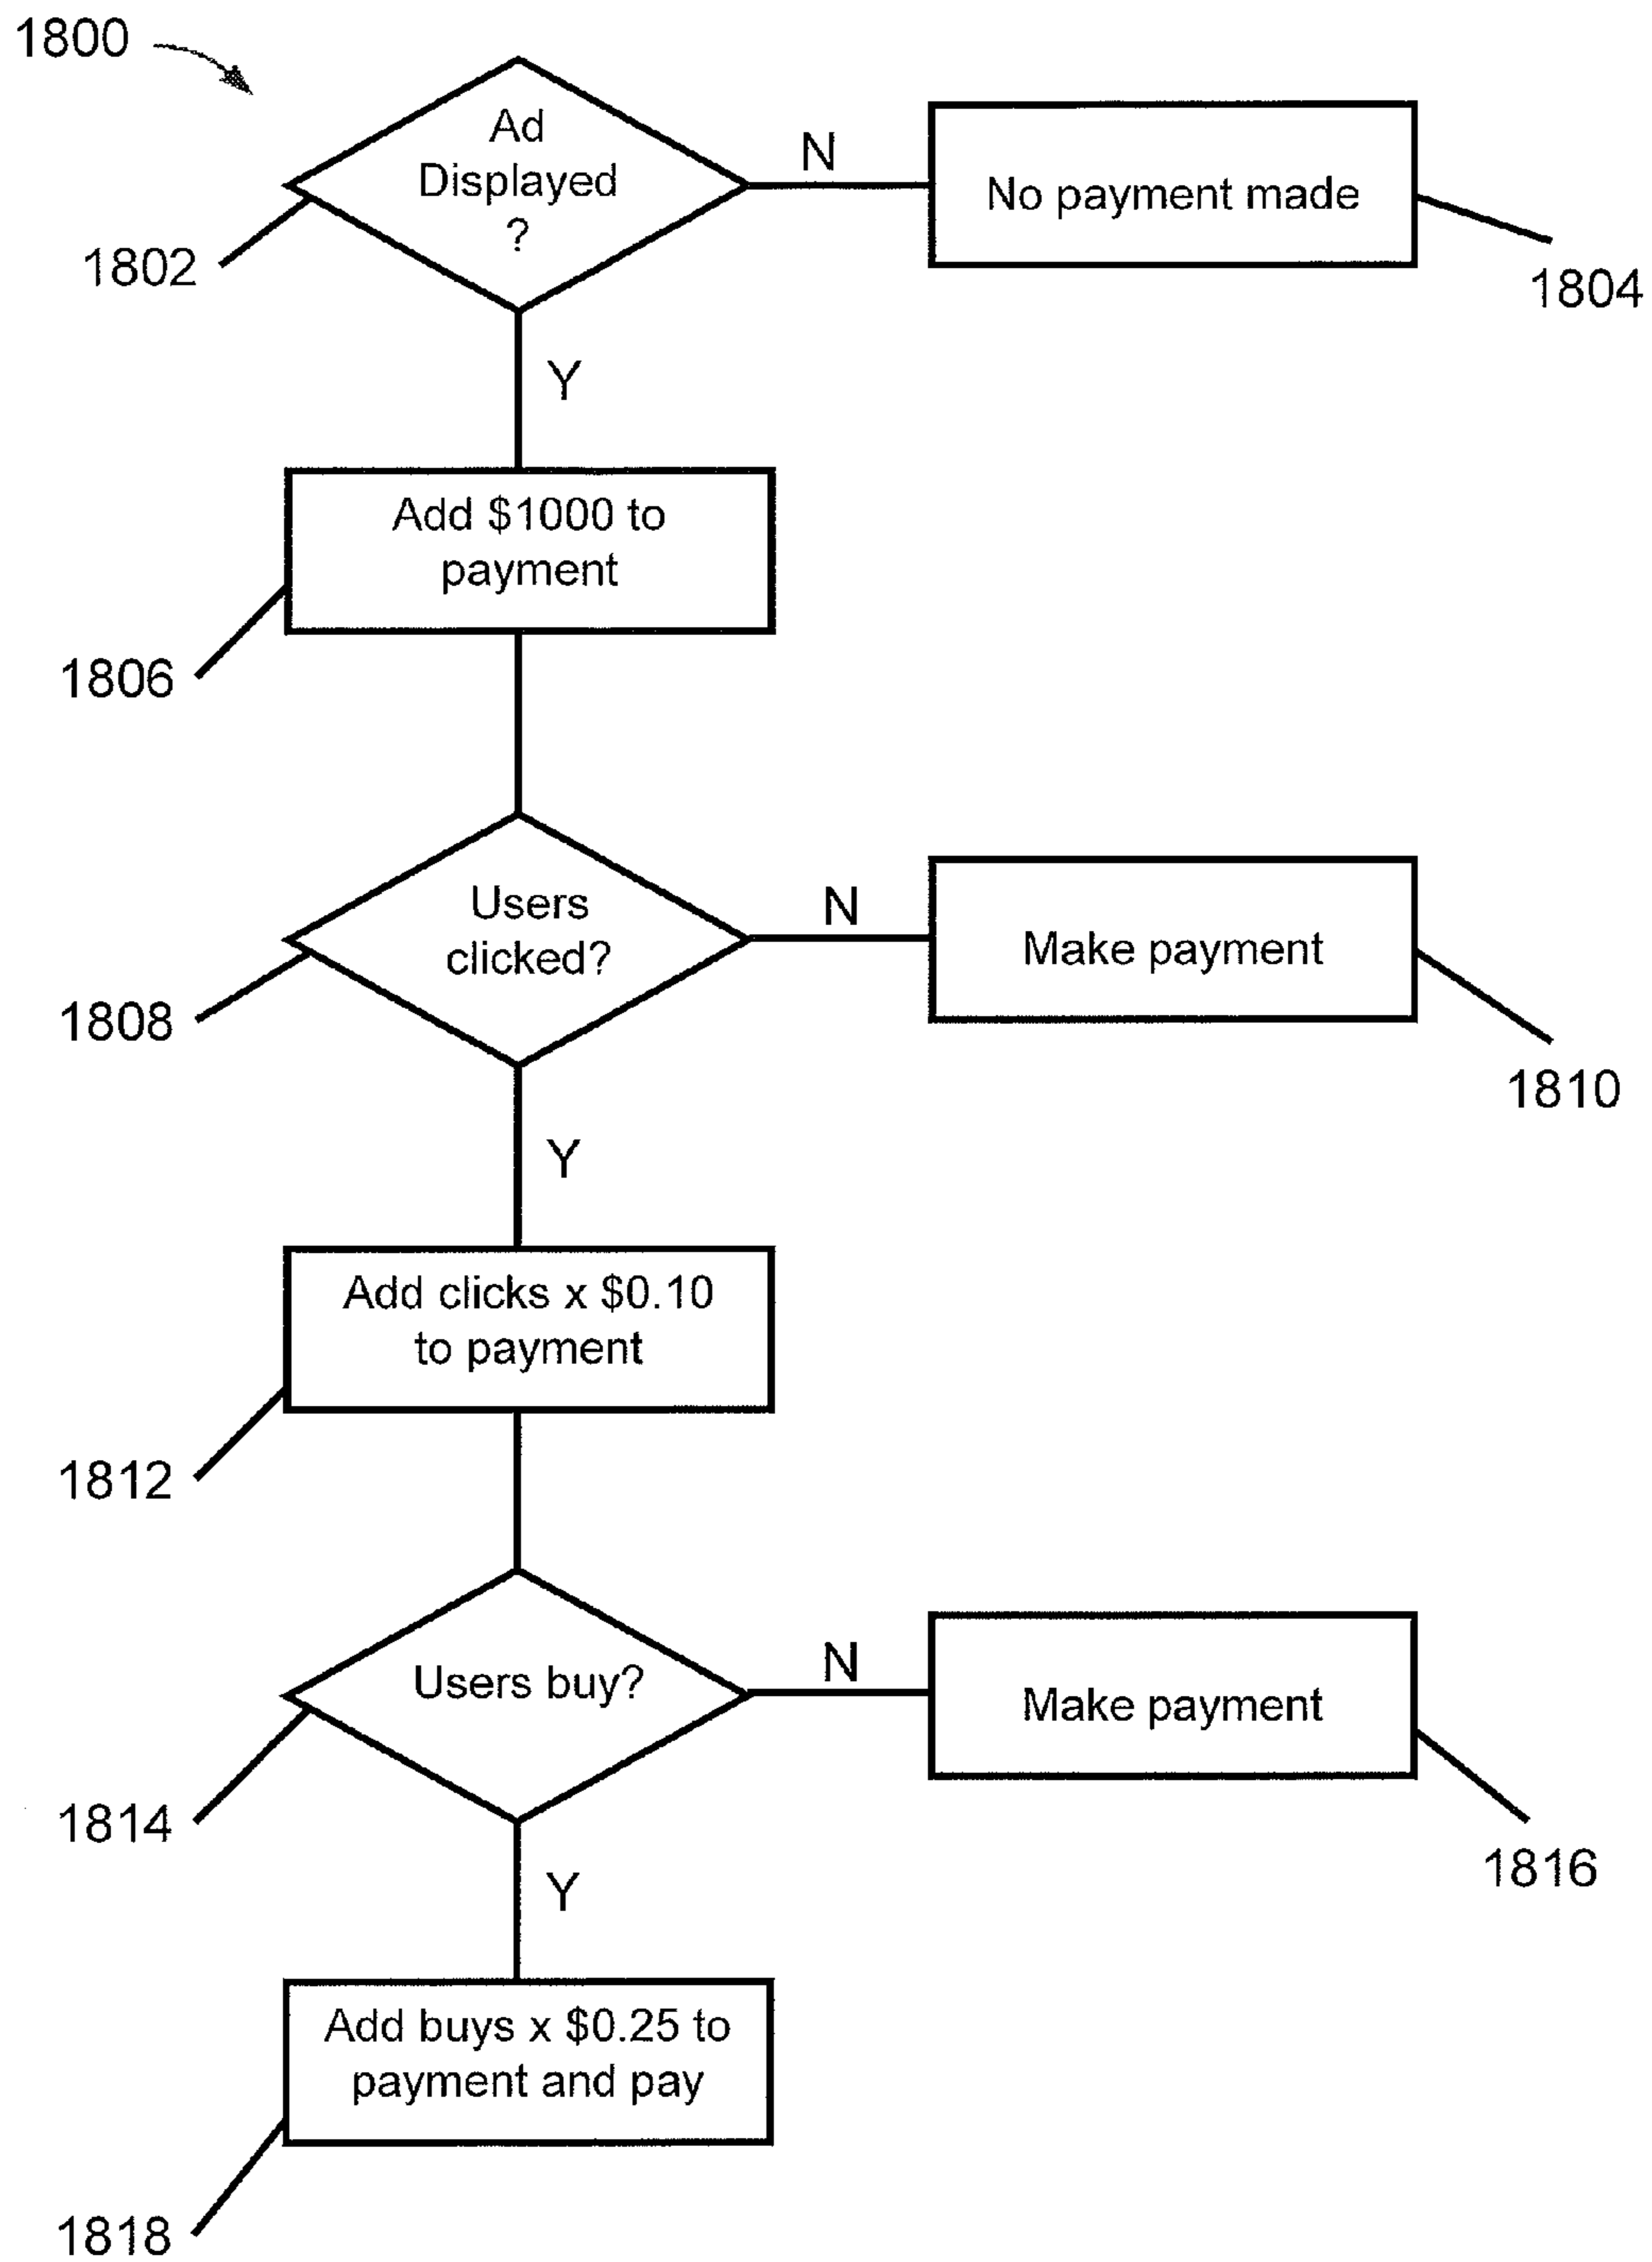 1800
Ad
Displayed
?
N
No payment made
1802
1804
Y
Add $1000 to
payment
1806
Users
clicked?
N
Make payment
1808
1810
Y
Add clicks x $0.10
to payment
1812
Users buy?
N
Make payment
1814
1816
Y
Add buys x $0.25 to
payment and pay
1818